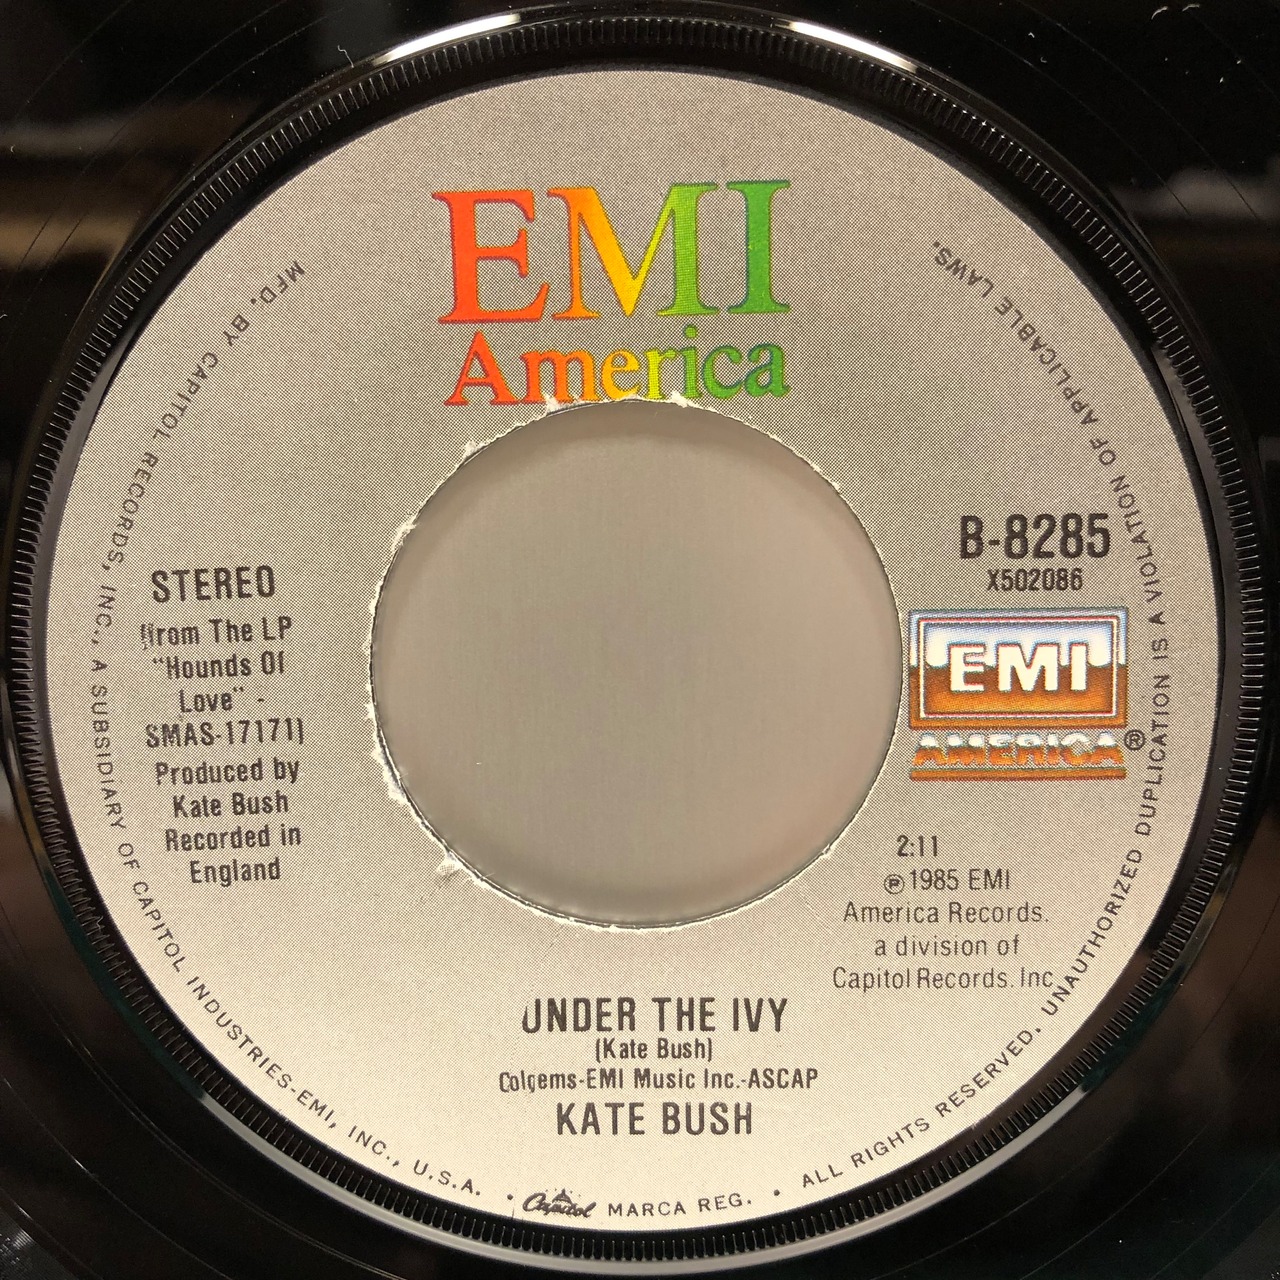 EMI
America
MFD. BY CAPITOL RECORDS, INC., A SUBSIDIARY OF CAPITOL INDUSTRIES-EMI, INC., U.S.A. • Capitol MARCA REG. • ALL RIGHTS RESERVED. UNAUTHORIZED DUPLICATION IS A VIOLATION OF APPLICABLE LAWS.
B-8285
X502086
EMI
AMERICA®
STEREO
(from The LP
"Hounds Of
Love" -
SMAS-17171)
Produced by
Kate Bush
Recorded in
England
2:11
℗ 1985 EMI
America Records.
a division of
Capitol Records. Inc.
UNDER THE IVY
(Kate Bush)
Colgems-EMI Music Inc.-ASCAP
KATE BUSH